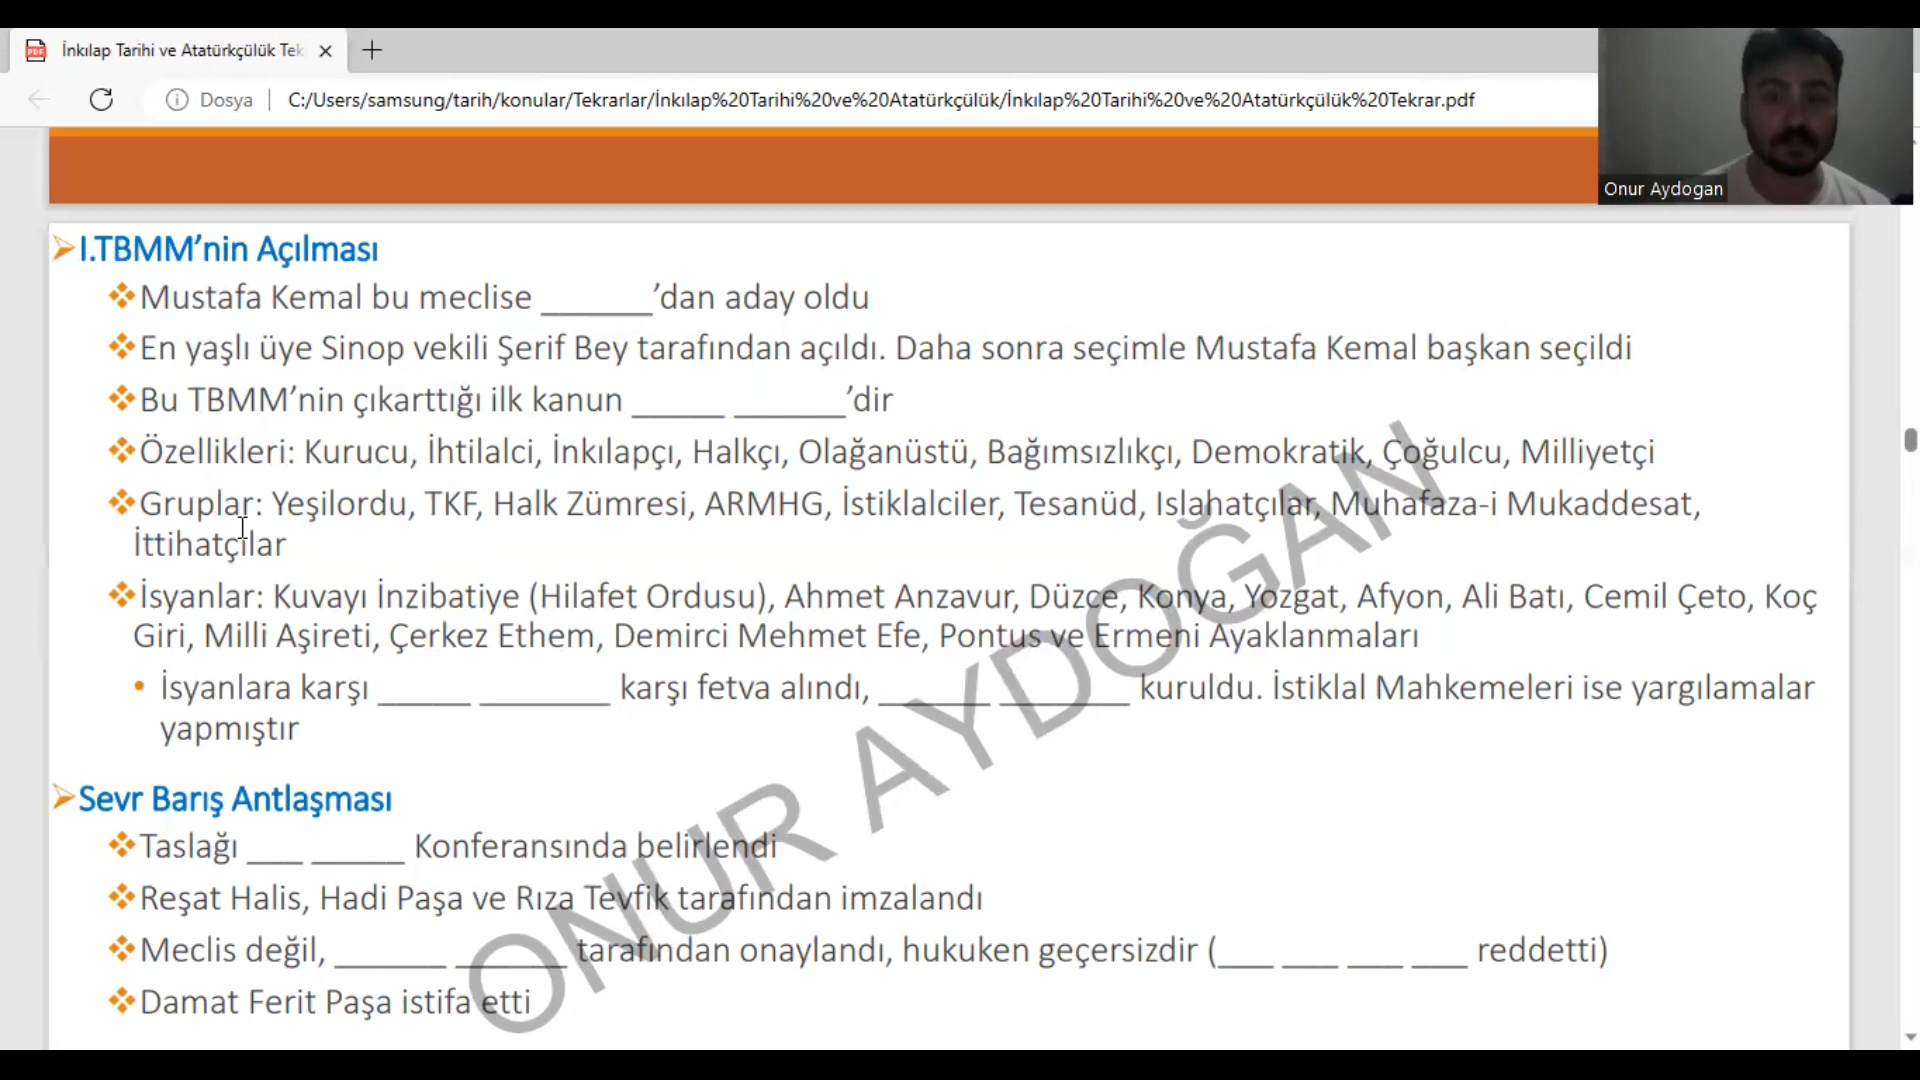 İnkılap Tarihi ve Atatürkçülük Tek
Dosya | C:/Users/samsung/tarih/konular/Tekrarlar/İnkılap%20Tarihi%20ve%20Atatürkçülük/İnkılap%20Tarihi%20ve%20Atatürkçülük%20Tekrar.pdf
Onur Aydogan
I.TBMM’nin Açılması
Mustafa Kemal bu meclise ______’dan aday oldu
En yaşlı üye Sinop vekili Şerif Bey tarafından açıldı. Daha sonra seçimle Mustafa Kemal başkan seçildi
Bu TBMM’nin çıkarttığı ilk kanun _____ ______’dir
Özellikleri: Kurucu, İhtilalci, İnkılapçı, Halkçı, Olağanüstü, Bağımsızlıkçı, Demokratik, Çoğulcu, Milliyetçi
Gruplar: Yeşilordu, TKF, Halk Zümresi, ARMHG, İstiklalciler, Tesanüd, Islahatçılar, Muhafaza-i Mukaddesat,
İttihatçılar
İsyanlar: Kuvayı İnzibatiye (Hilafet Ordusu), Ahmet Anzavur, Düzce, Konya, Yozgat, Afyon, Ali Batı, Cemil Çeto, Koç
Giri, Milli Aşireti, Çerkez Ethem, Demirci Mehmet Efe, Pontus ve Ermeni Ayaklanmaları
İsyanlara karşı _____ _______ karşı fetva alındı, ______ _______ kuruldu. İstiklal Mahkemeleri ise yargılamalar
yapmıştır
Sevr Barış Antlaşması
Taslağı ___ _____ Konferansında belirlendi
Reşat Halis, Hadi Paşa ve Rıza Tevfik tarafından imzalandı
Meclis değil, ______ ______ tarafından onaylandı, hukuken geçersizdir (___ ___ ___ ___ reddetti)
Damat Ferit Paşa istifa etti
ONUR AYDOĞAN